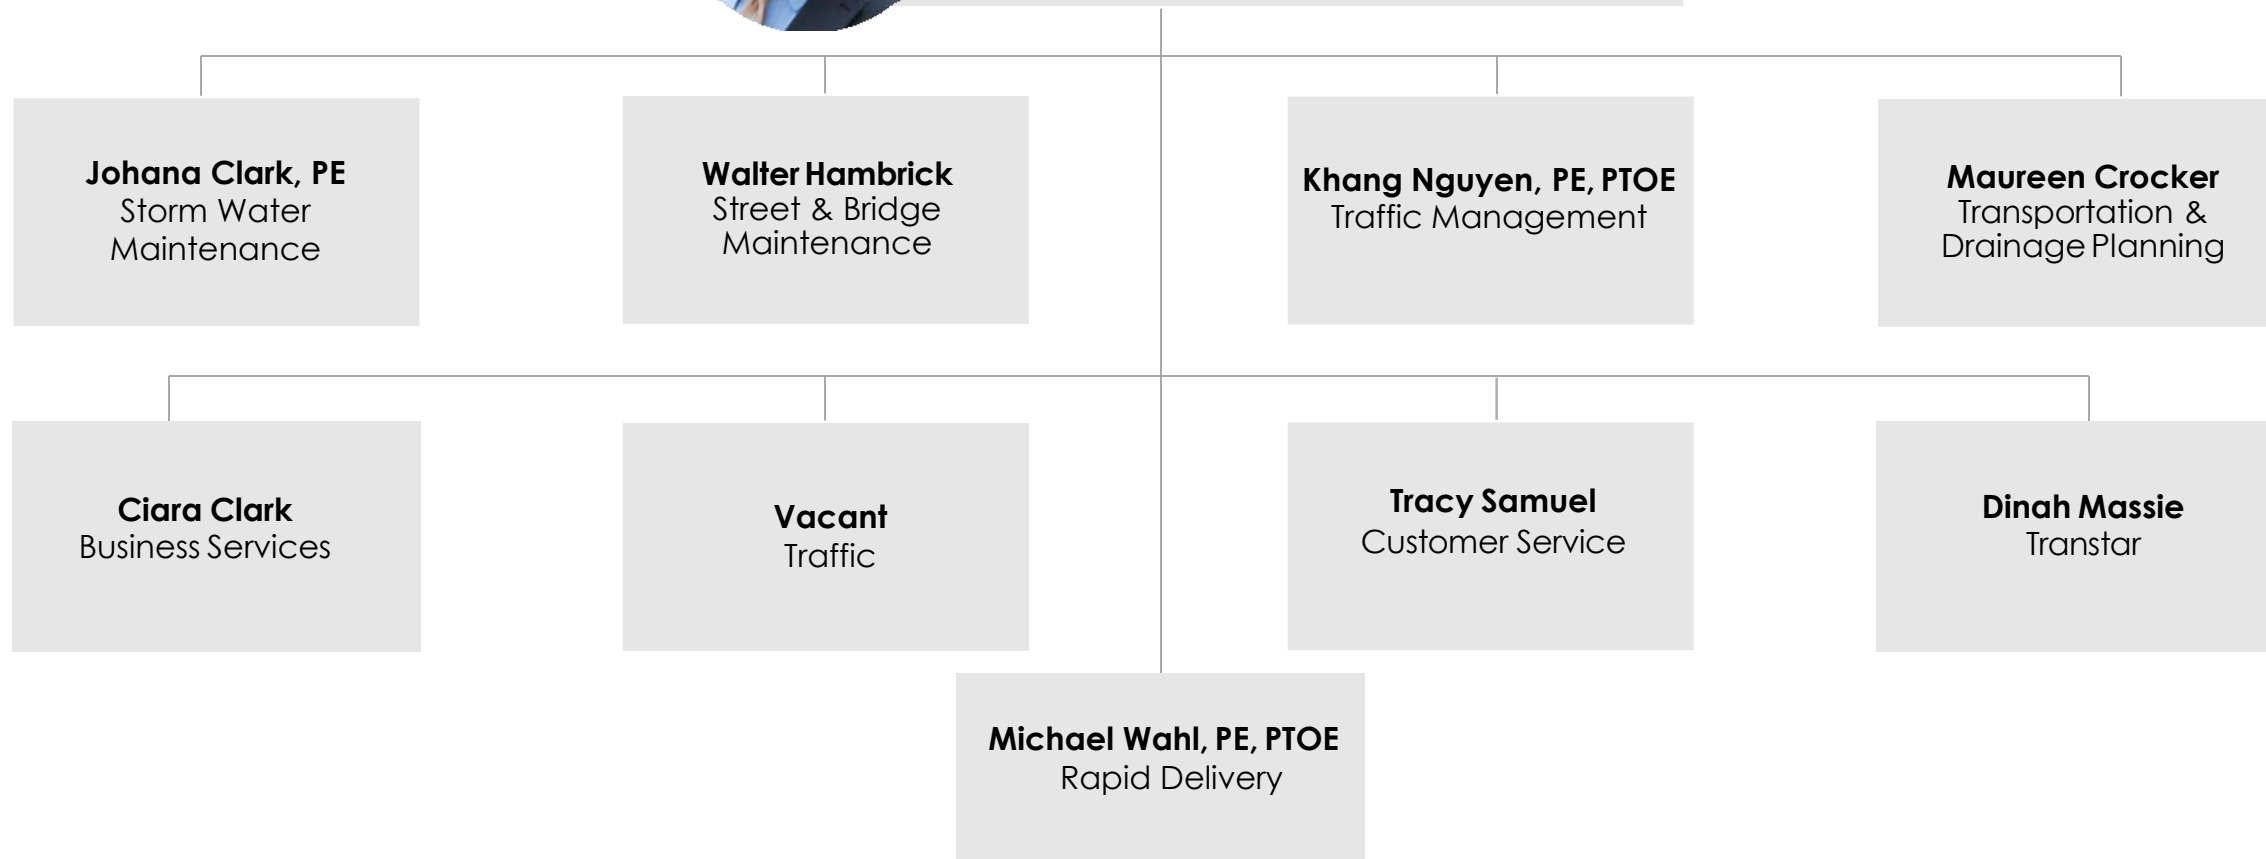 Johana Clark, PE
Storm Water
Maintenance
Walter Hambrick
Street & Bridge
Maintenance
Khang Nguyen, PE, PTOE
Traffic Management
Maureen Crocker
Transportation &
Drainage Planning
Ciara Clark
Business Services
Vacant
Traffic
Tracy Samuel
Customer Service
Dinah Massie
Transtar
Michael Wahl, PE, PTOE
Rapid Delivery